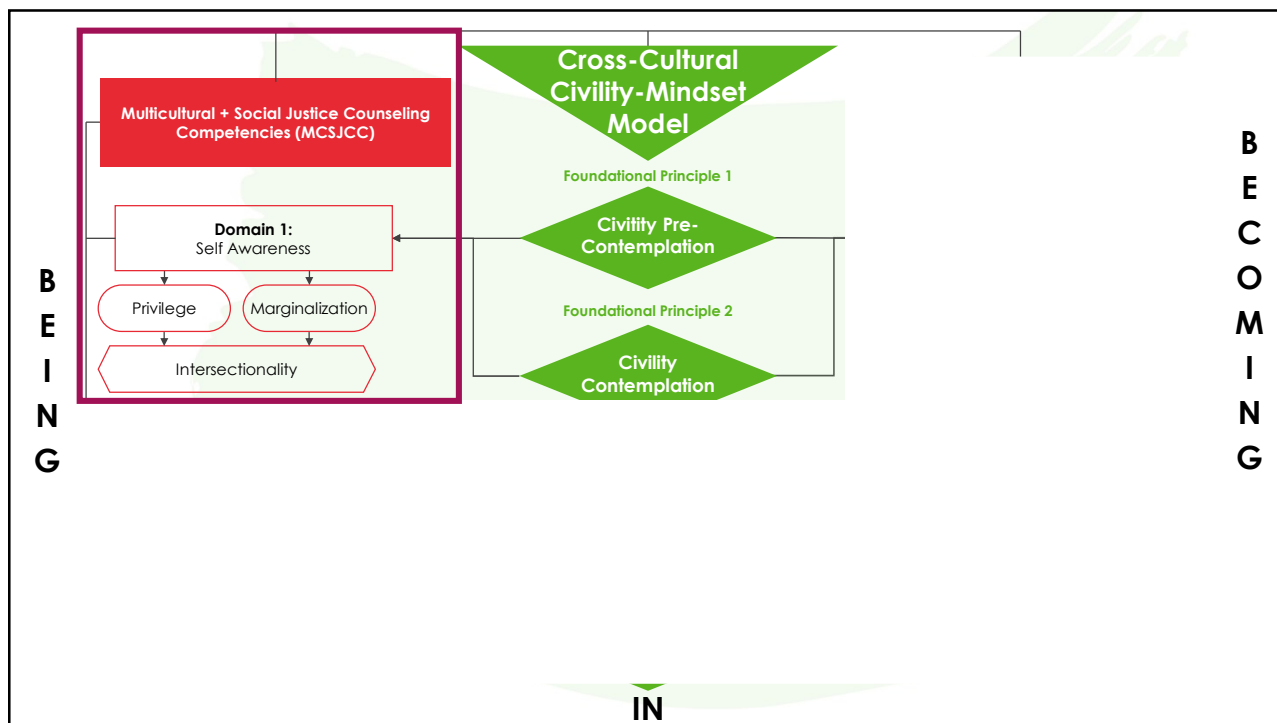 Multicultural + Social Justice Counseling
Competencies (MCSJCC)
Domain 1:
Self Awareness
Privilege
Marginalization
Intersectionality
Cross-Cultural
Civility-Mindset
Model
Foundational Principle 1
Civitity Pre-
Contemplation
Foundational Principle 2
Civility
Contemplation
B
E
I
N
G
B
E
C
O
M
I
N
G
IN